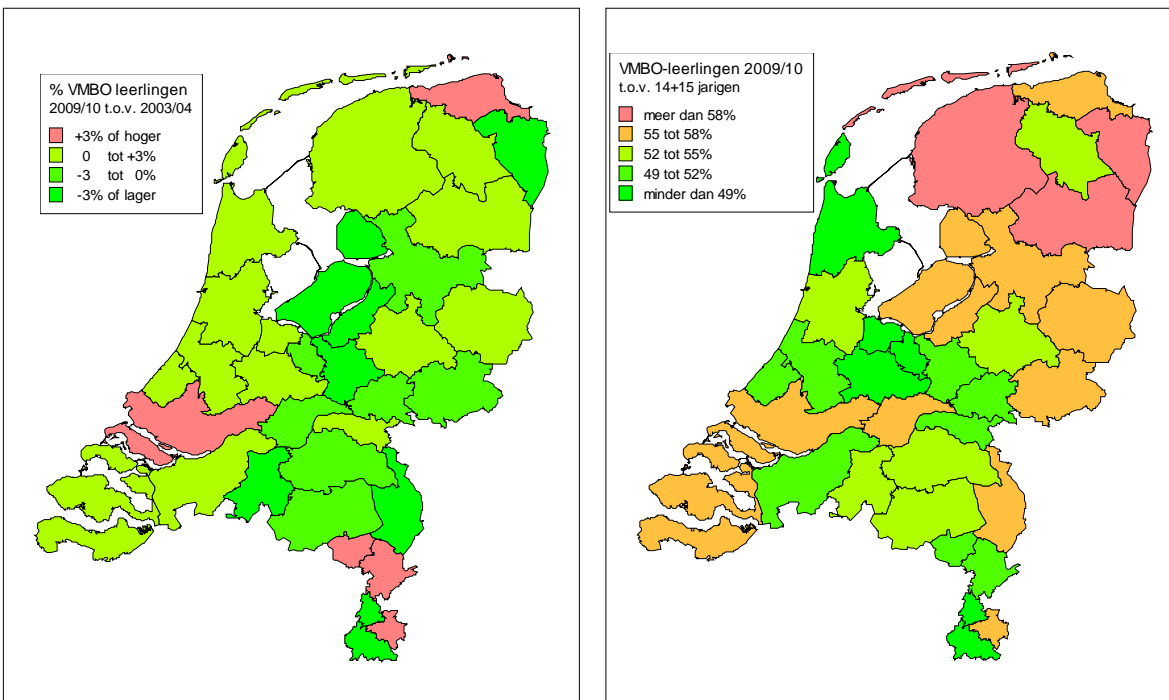 % VMBO leerlingen
2009/10 t.o.v. 2003/04
+3% of hoger
0 tot +3%
-3 tot 0%
-3% of lager
VMBO-leerlingen 2009/10
t.o.v. 14+15 jarigen
meer dan 58%
55 tot 58%
52 tot 55%
49 tot 52%
minder dan 49%